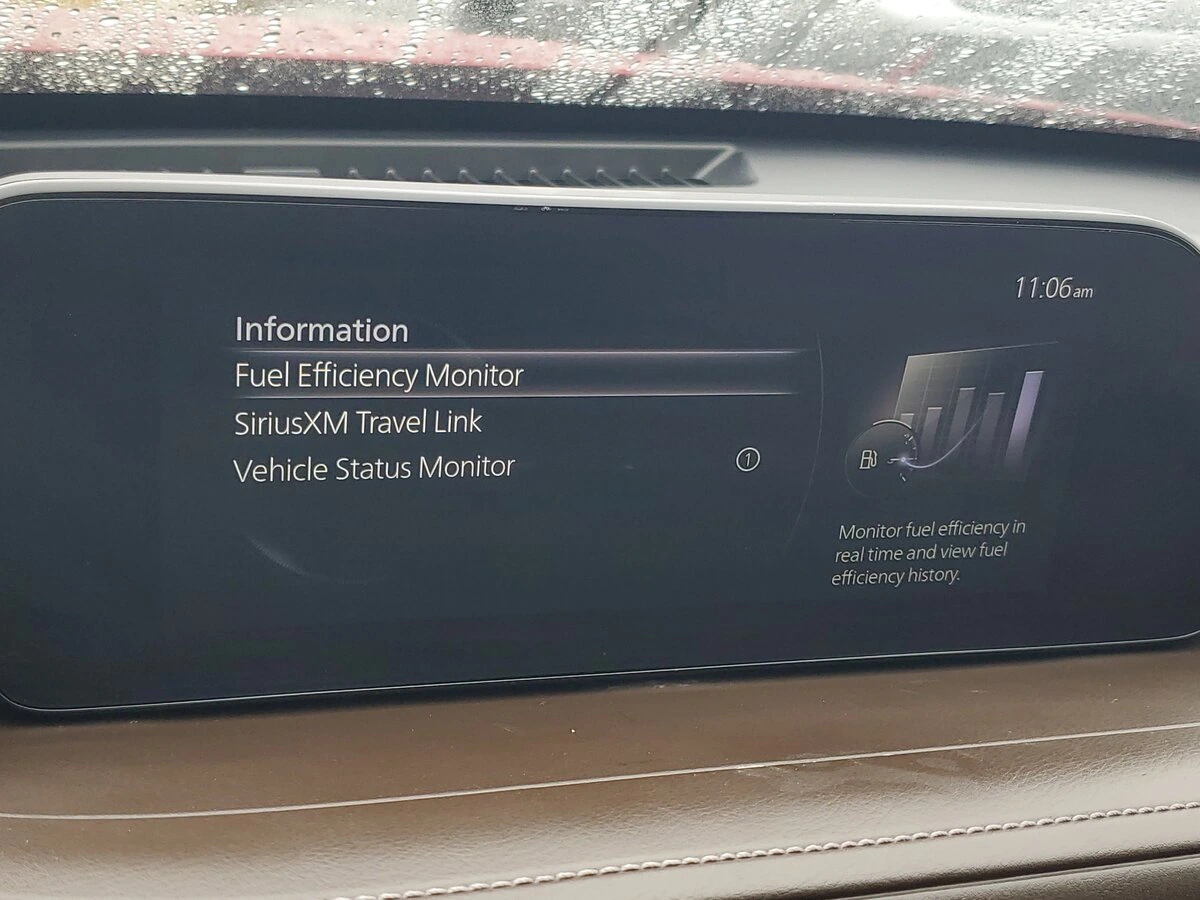 11:06am
Information
Fuel Efficiency Monitor
SiriusXM Travel Link
Vehicle Status Monitor 1
Monitor fuel efficiency in
real time and view fuel
efficiency history.